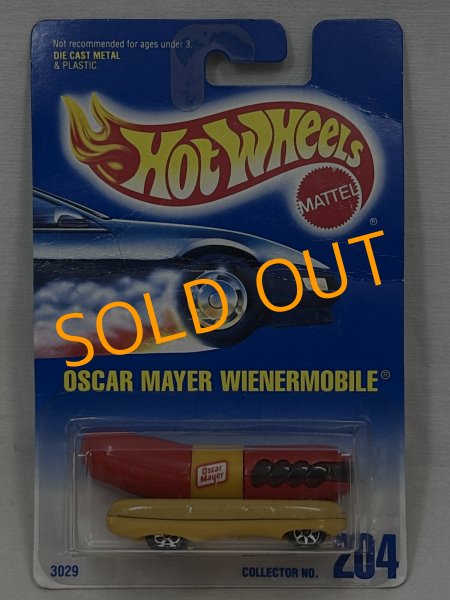 Not recommended for ages under 3.
DIE CAST METAL
& PLASTIC.
HOT WHEELS
MATTEL
®
SOLD OUT
OSCAR MAYER WIENERMOBILE®
Oscar
Mayer
3029
COLLECTOR NO. 204